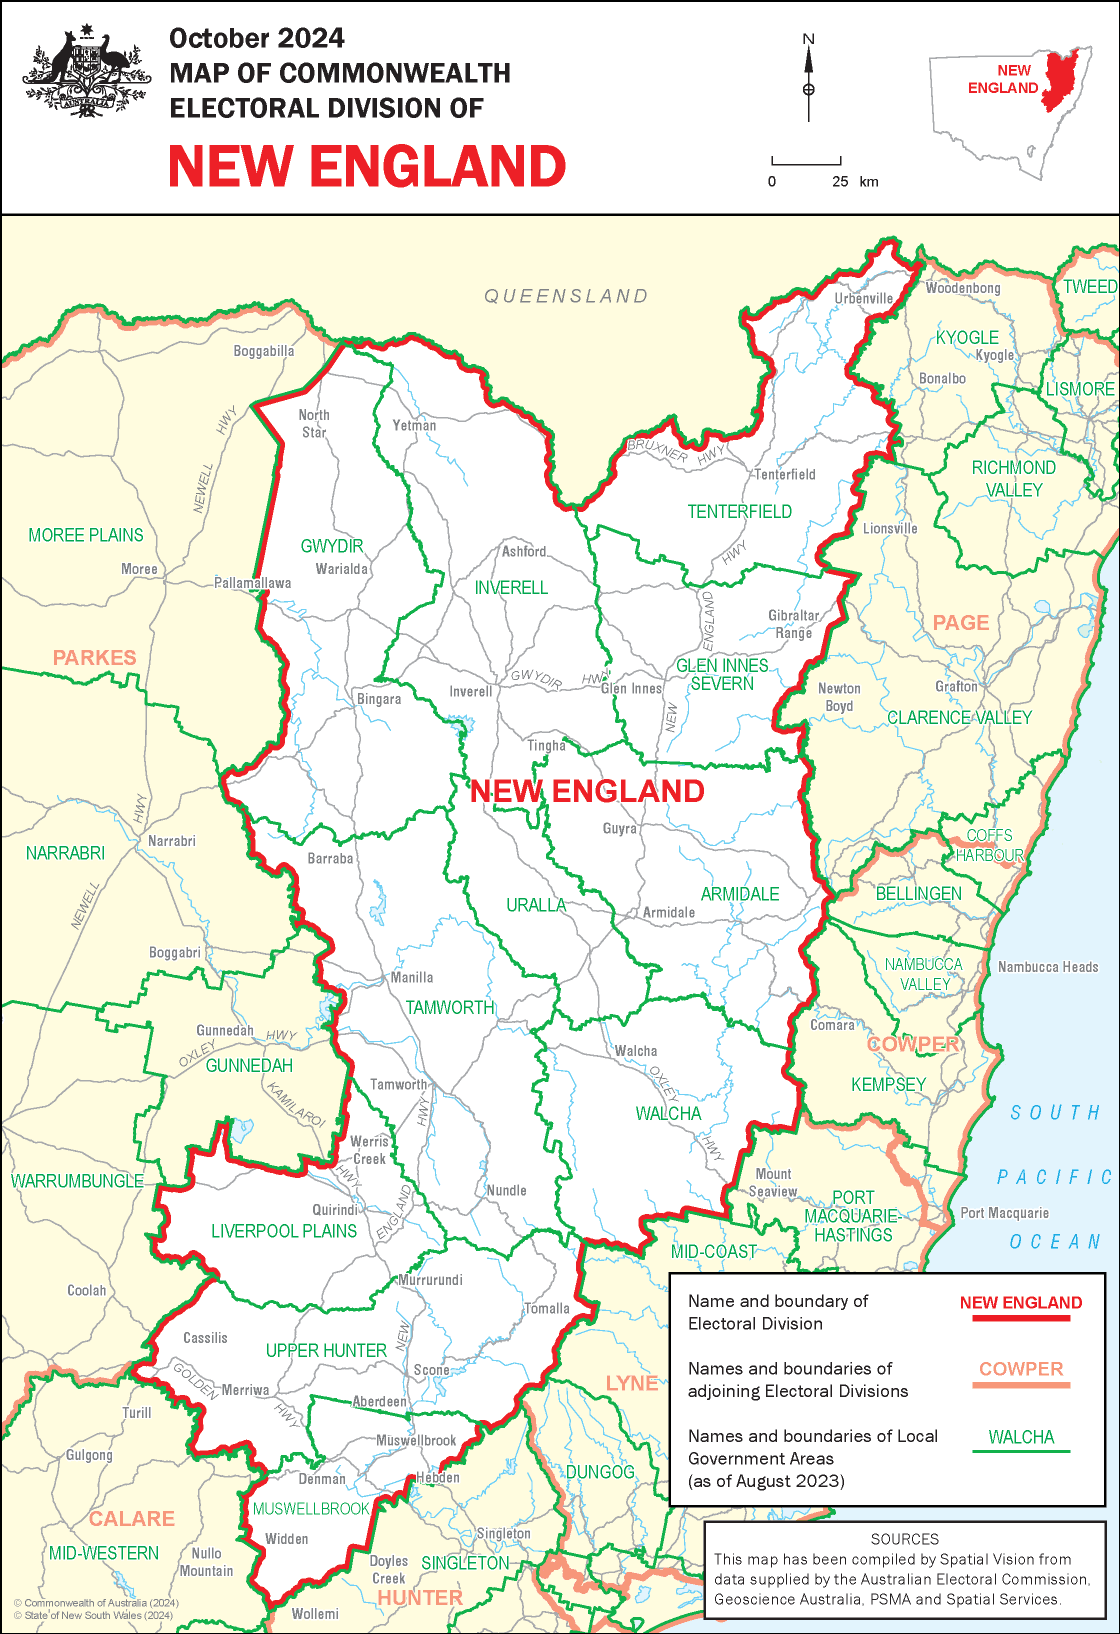 October 2024
MAP OF COMMONWEALTH
ELECTORAL DIVISION OF
NEW ENGLAND
AUSTRALIA
N
0 25 km
NEW
ENGLAND
QUEENSLAND
Urbenville
Woodenbong
TWEED
KYOGLE
Kyogle
Boggabilla
Bonalbo
LISMORE
North
Star
Yetman
HWY
BRUXNER HWY
NEWELL
Tenterfield
RICHMOND
VALLEY
TENTERFIELD
Lionsville
MOREE PLAINS
GWYDIR
Ashford
HWY
Moree
Warialda
Pallamallawa
INVERELL
ENGLAND
Gibraltar
Range
PAGE
PARKES
GLEN INNES
SEVERN
GWYDIR HWY
Inverell
Glen Innes
Newton
Boyd
Grafton
Bingara
NEW
CLARENCE VALLEY
Tingha
NEW ENGLAND
HWY
Narrabri
Guyra
COFFS
HARBOUR
NARRABRI
Barraba
NEWELL
URALLA
ARMIDALE
BELLINGEN
Armidale
Boggabri
Manilla
NAMBUCCA
VALLEY
Nambucca Heads
TAMWORTH
Gunnedah
HWY
OXLEY
Comara
COWPER
GUNNEDAH
Walcha
KAMILAROI
Tamworth
OXLEY
KEMPSEY
HWY
WALCHA
SOUTH
Werris
Creek
HWY
PACIFIC
WARRUMBUNGLE
HWY
Mount
Seaview
Nundle
PORT
MACQUARIE-
HASTINGS
Quirindi
ENGLAND
LIVERPOOL PLAINS
Port Macquarie
OCEAN
MID-COAST
Coolah
Murrurundi
Tomalla
Cassilis
UPPER HUNTER
NEW
GOLDEN
Merriwa
Scone
HWY
LYNE
Aberdeen
Turill
Muswellbrook
Gulgong
Denman
Hebden
DUNGOG
CALARE
MUSWELLBROOK
Widden
Singleton
MID-WESTERN
Nullo
Mountain
Doyles
Creek
SINGLETON
HUNTER
Wollemi
Name and boundary of
Electoral Division
NEW ENGLAND
Names and boundaries of
adjoining Electoral Divisions
COWPER
Names and boundaries of Local
Government Areas
(as of August 2023)
WALCHA
SOURCES
This map has been compiled by Spatial Vision from
data supplied by the Australian Electoral Commission,
Geoscience Australia, PSMA and Spatial Services.
© Commonwealth of Australia (2024)
© State of New South Wales (2024)